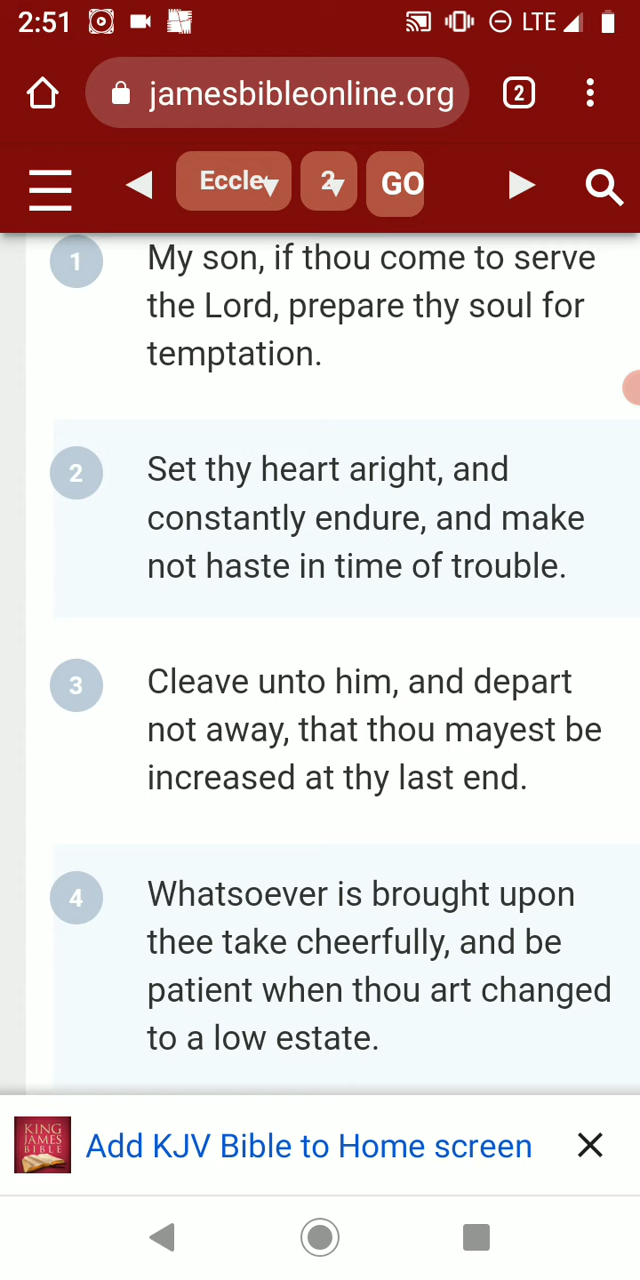 2:51 LTE
jamesbibleonline.org 2
Eccle 2 GO
1 My son, if thou come to serve
the Lord, prepare thy soul for
temptation.
2 Set thy heart aright, and
constantly endure, and make
not haste in time of trouble.
3 Cleave unto him, and depart
not away, that thou mayest be
increased at thy last end.
4 Whatsoever is brought upon
thee take cheerfully, and be
patient when thou art changed
to a low estate.
KING
JAMES
BIBLE
Add KJV Bible to Home screen